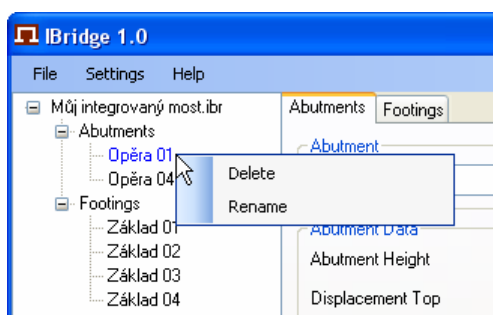 IBridge 1.0
File Settings Help
Můj integrovaný most.ibr
Abutments
Opěra 01
Opěra 04
Footings
Základ 01
Základ 02
Základ 03
Základ 04
Abutments Footings
Abutment
Delete
Rename
Abutment Data
Abutment Height
Displacement Top